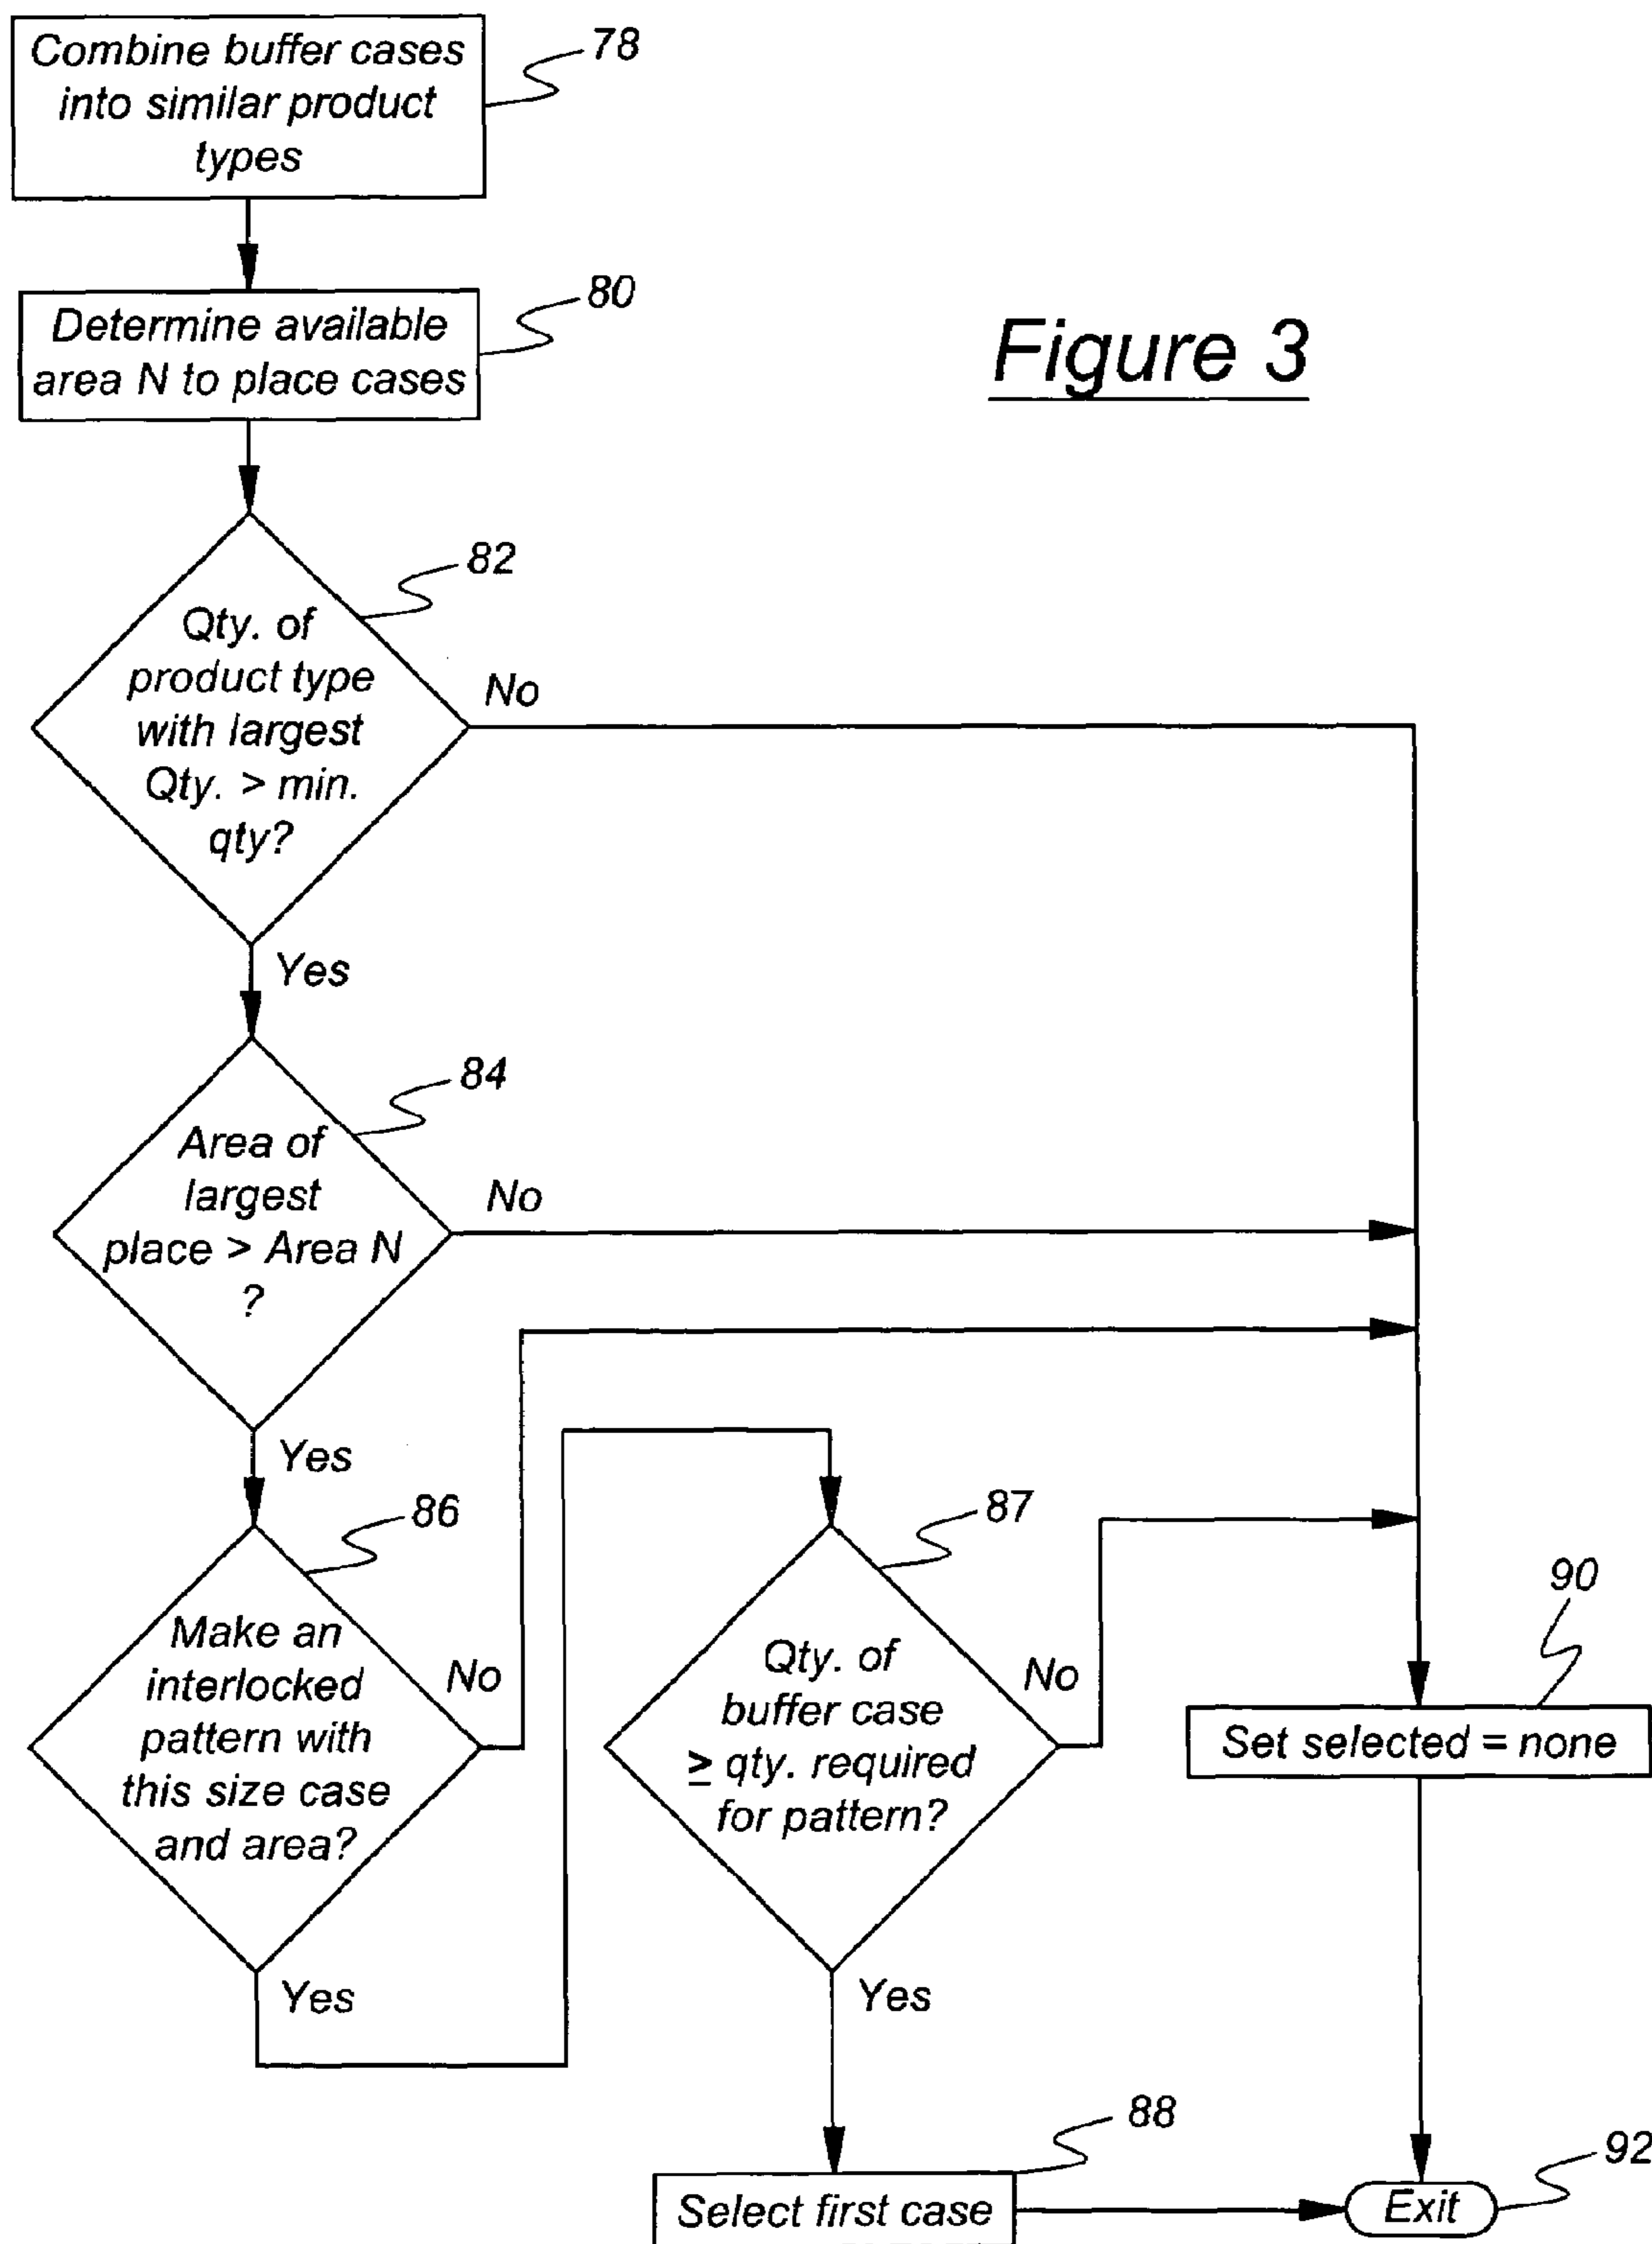 Combine buffer cases
into similar product
types
78
Determine available
area N to place cases
80
Figure 3
Qty. of
product type
with largest
Qty. > min.
qty?
82
No
Yes
Area of
largest
place > Area N
?
84
No
Yes
Make an
interlocked
pattern with
this size case
and area?
86
No
Yes
Qty. of
buffer case
≥ qty. required
for pattern?
87
No
Yes
90
Set selected = none
Select first case
88
Exit
92